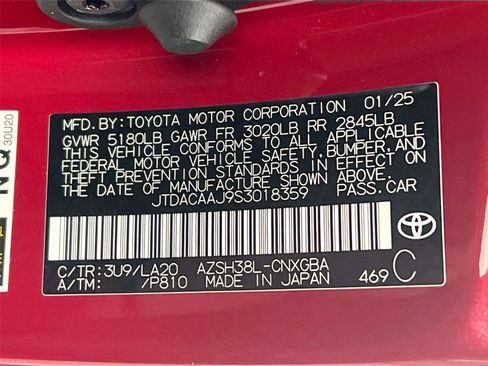 MFD.BY:TOYOTA MOTOR CORPORATION 01/25
GVWR 5180LB GAWR FR 3020LB RR 2845LB
THIS VEHICLE CONFORMS TO ALL APPLICABLE
FEDERAL MOTOR VEHICLE SAFETY, BUMPER, AND
THEFT PREVENTION STANDARDS IN EFFECT ON
THE DATE OF MANUFACTURE SHOWN ABOVE.
JTDACAAJ9S3018359 PASS.CAR
C/TR:3U9/LA20 AZSH38L-CNXGBA
A/TM: /P810 MADE IN JAPAN 469 C
NQ
30U20